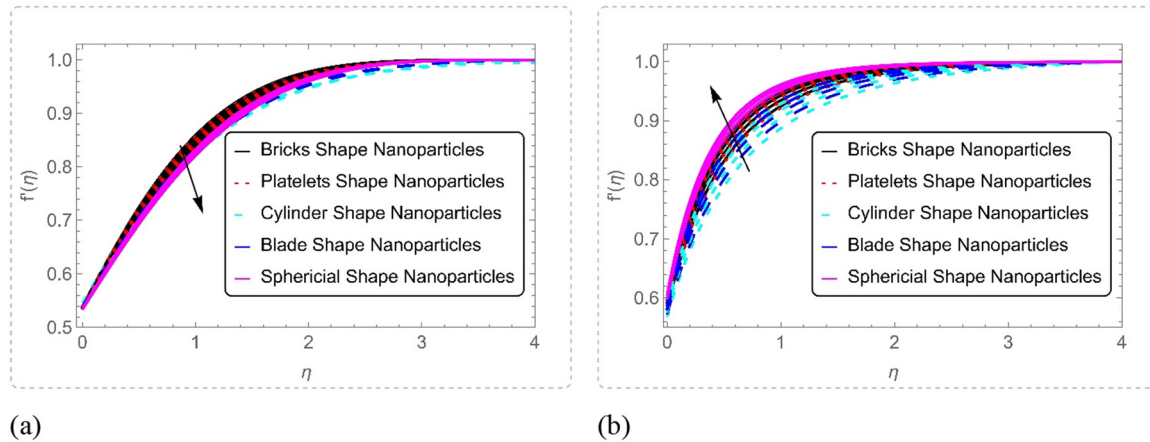 1.0
0.9
0.8
0.7
0.6
0.5
f'(η)
Bricks Shape Nanoparticles
Platelets Shape Nanoparticles
Cylinder Shape Nanoparticles
Blade Shape Nanoparticles
Sphericial Shape Nanoparticles
0 1 2 3 4
η
(a)
1.0
0.9
0.8
0.7
0.6
f'(η)
Bricks Shape Nanoparticles
Platelets Shape Nanoparticles
Cylinder Shape Nanoparticles
Blade Shape Nanoparticles
Sphericial Shape Nanoparticles
0 1 2 3 4
η
(b)